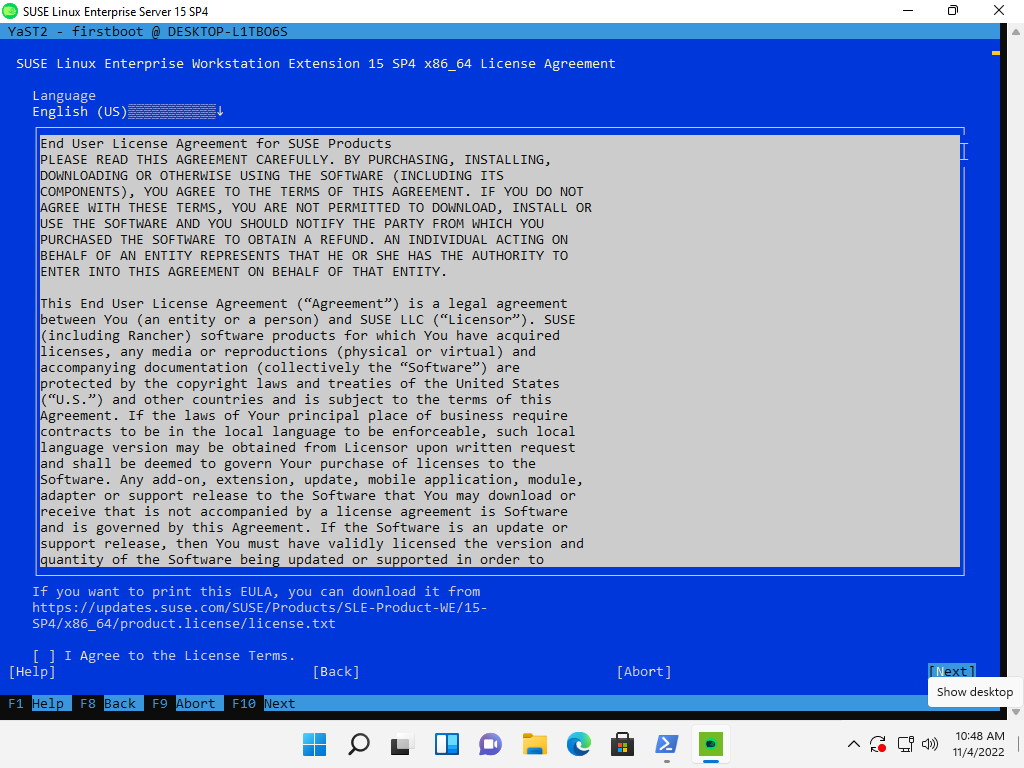 SUSE Linux Enterprise Server 15 SP4
YaST2 - firstboot @ DESKTOP-L1TBO6S
SUSE Linux Enterprise Workstation Extension 15 SP4 x86_64 License Agreement
Language
English (US)▒▒▒▒▒▒▒▒▒▒▒↓
End User License Agreement for SUSE Products
PLEASE READ THIS AGREEMENT CAREFULLY. BY PURCHASING, INSTALLING,
DOWNLOADING OR OTHERWISE USING THE SOFTWARE (INCLUDING ITS
COMPONENTS), YOU AGREE TO THE TERMS OF THIS AGREEMENT. IF YOU DO NOT
AGREE WITH THESE TERMS, YOU ARE NOT PERMITTED TO DOWNLOAD, INSTALL OR
USE THE SOFTWARE AND YOU SHOULD NOTIFY THE PARTY FROM WHICH YOU
PURCHASED THE SOFTWARE TO OBTAIN A REFUND. AN INDIVIDUAL ACTING ON
BEHALF OF AN ENTITY REPRESENTS THAT HE OR SHE HAS THE AUTHORITY TO
ENTER INTO THIS AGREEMENT ON BEHALF OF THAT ENTITY.
This End User License Agreement (“Agreement”) is a legal agreement
between You (an entity or a person) and SUSE LLC (“Licensor”). SUSE
(including Rancher) software products for which You have acquired
licenses, any media or reproductions (physical or virtual) and
accompanying documentation (collectively the “Software”) are
protected by the copyright laws and treaties of the United States
(“U.S.”) and other countries and is subject to the terms of this
Agreement. If the laws of Your principal place of business require
contracts to be in the local language to be enforceable, such local
language version may be obtained from Licensor upon written request
and shall be deemed to govern Your purchase of licenses to the
Software. Any add-on, extension, update, mobile application, module,
adapter or support release to the Software that You may download or
receive that is not accompanied by a license agreement is Software
and is governed by this Agreement. If the Software is an update or
support release, then You must have validly licensed the version and
quantity of the Software being updated or supported in order to
If you want to print this EULA, you can download it from
https://updates.suse.com/SUSE/Products/SLE-Product-WE/15-
SP4/x86_64/product.license/license.txt
[ ] I Agree to the License Terms.
[Help] [Back] [Abort] [Next]
Show desktop
F1 Help F8 Back F9 Abort F10 Next
10:48 AM
11/4/2022